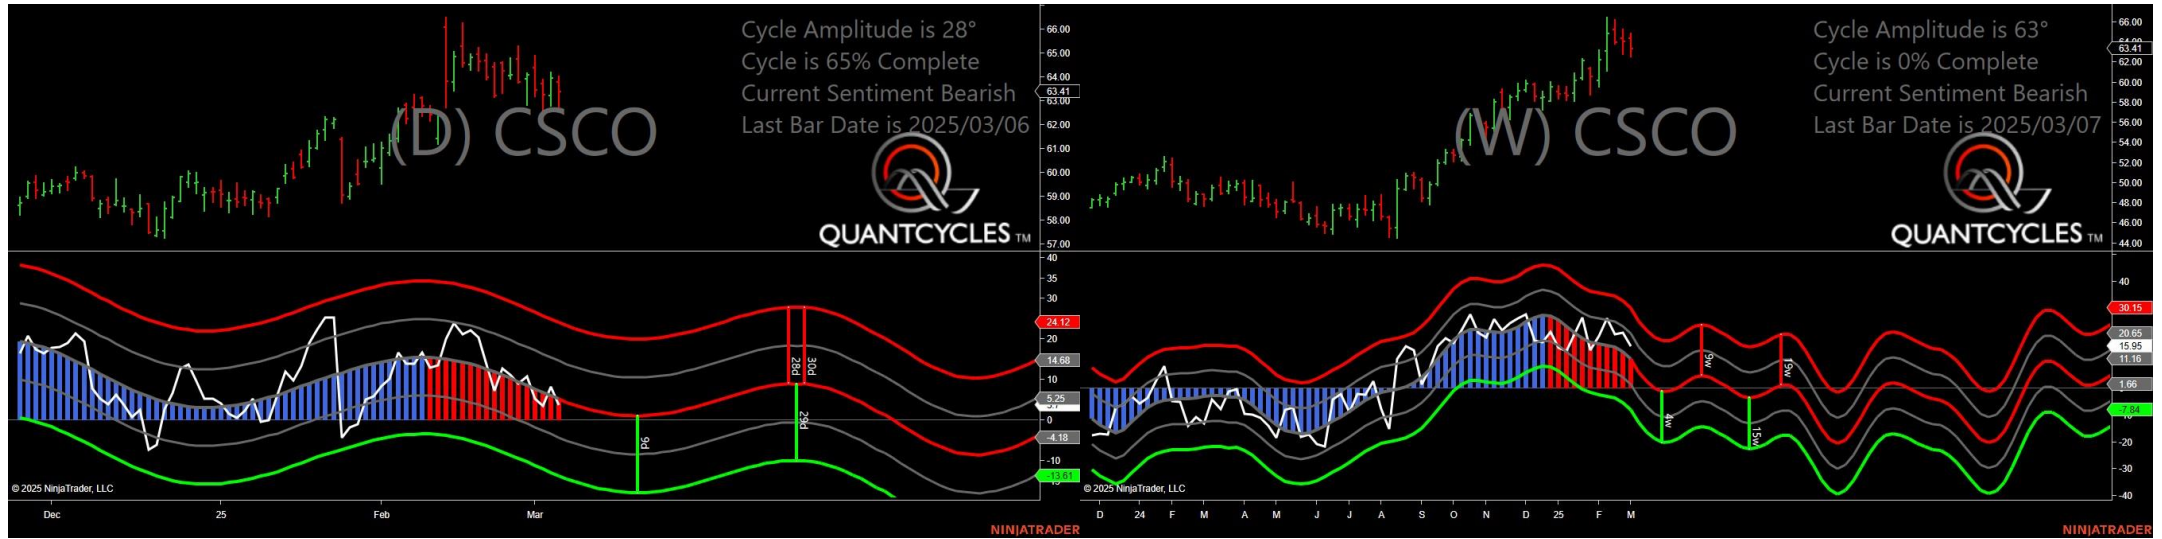 Cycle Amplitude is 28°
Cycle is 65% Complete
Current Sentiment Bearish
Last Bar Date is 2025/03/06
(D) CSCO
QUANTCYCLES TM
66.00
65.00
64.00
63.41
63.00
62.00
61.00
60.00
59.00
58.00
57.00
40
35
30
24.12
20
14.68
10
5.25
0
-4.18
-10
-13.61
9d
28d
30d
29d
© 2025 NinjaTrader, LLC
Dec
25
Feb
Mar
NINJATRADER
Cycle Amplitude is 63°
Cycle is 0% Complete
Current Sentiment Bearish
Last Bar Date is 2025/03/07
(W) CSCO
QUANTCYCLES TM
66.00
63.41
62.00
60.00
58.00
56.00
54.00
52.00
50.00
48.00
46.00
44.00
40
30.15
20.65
15.95
11.16
1.66
-7.84
-20
-30
-40
4w
9w
15w
19w
© 2025 NinjaTrader, LLC
D 24 F M A M J J A S O N D 25 F M
NINJATRADER